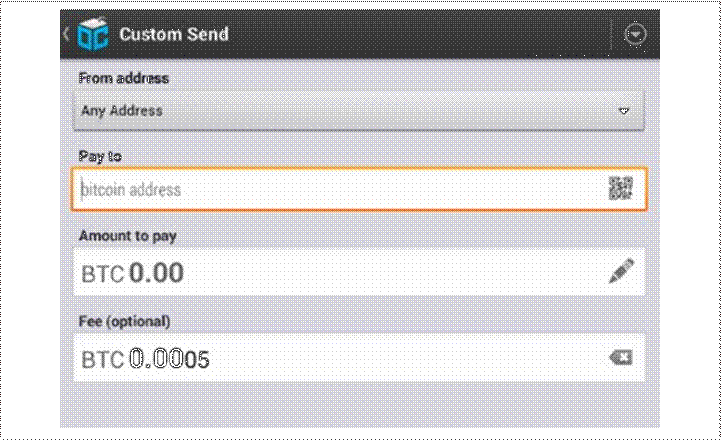 Custom Send
From address
Any Address
Pay to
bitcoin address
Amount to pay
BTC 0.00
Fee (optional)
BTC 0.0005